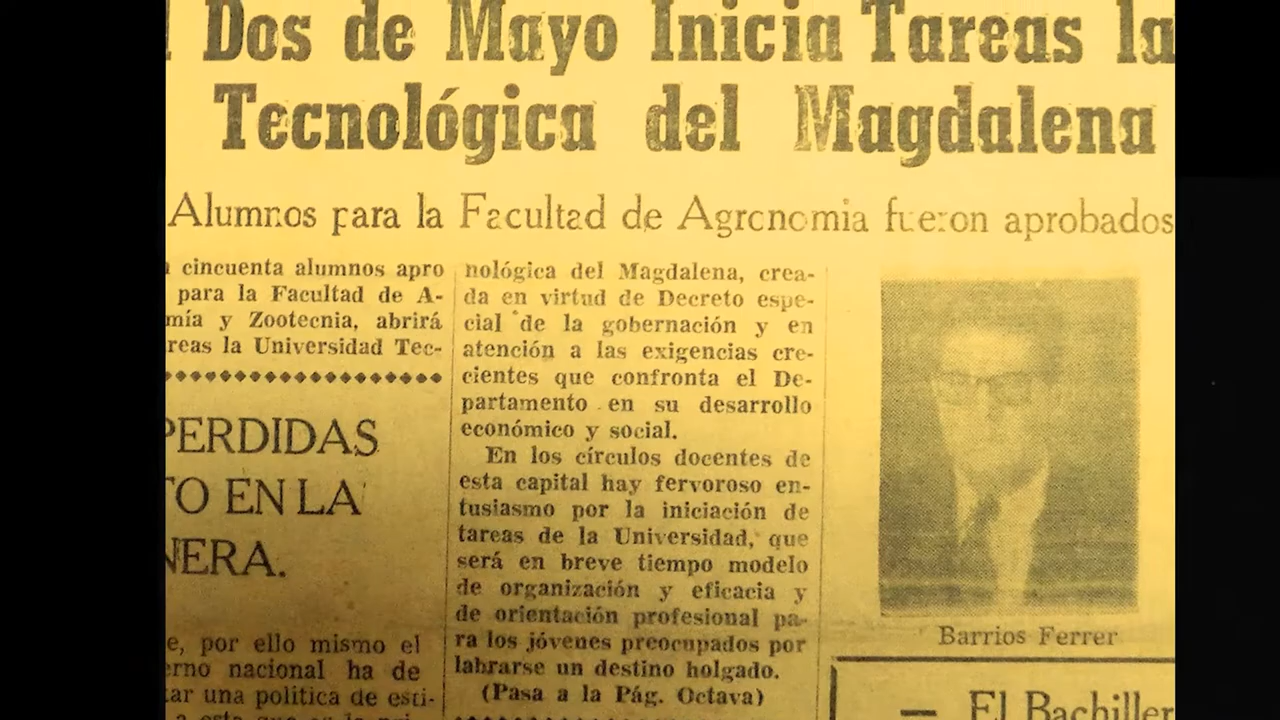 Dos de Mayo Inicia Tareas la
Tecnológica del Magdalena
Alumnos para la Facultad de Agronomia fueron aprobados
cincuenta alumnos apro
para la Facultad de A-
mía y Zootecnia, abrirá
reas la Universidad Tec-
nológica del Magdalena, crea-
da en virtud de Decreto espe-
cial de la gobernación y en
atención a las exigencias cre-
cientes que confronta el De-
partamento en su desarrollo
económico y social.
En los círculos docentes de
esta capital hay fervoroso en-
tusiasmo por la iniciación de
tareas de la Universidad, que
será en breve tiempo modelo
de organización y eficacia y
de orientación profesional pa-
ra los jóvenes preocupados por
labrarse un destino holgado.
(Pasa a la Pág. Octava)
Barrios Ferrer
PERDIDAS
TO EN LA
NERA.
e, por ello mismo el
erno nacional ha de
tar una política de esti-
— El Bachiller